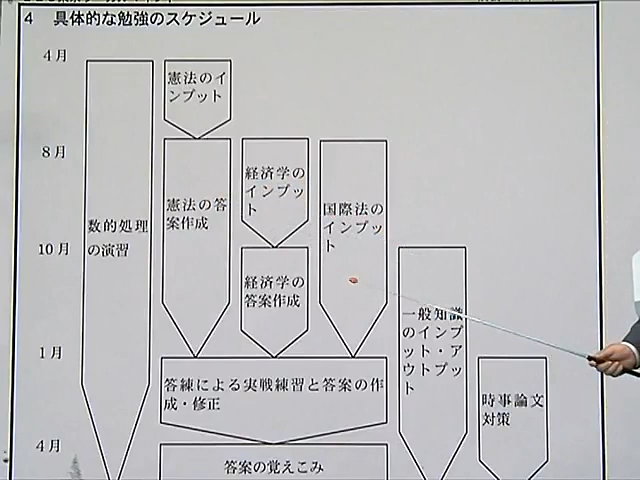 4 具体的な勉強のスケジュール
4月
憲法のイ
ンプット
8月
数的処理
の演習
憲法の答
案作成
経済学の
インプッ
ト
国際法の
インプッ
ト
10月
経済学の
答案作成
一般知識
のインプ
ット・ア
ウトプッ
ト
1月
答練による実戦練習と答案の作
成・修正
時事論文
対策
4月
答案の覚えこみ